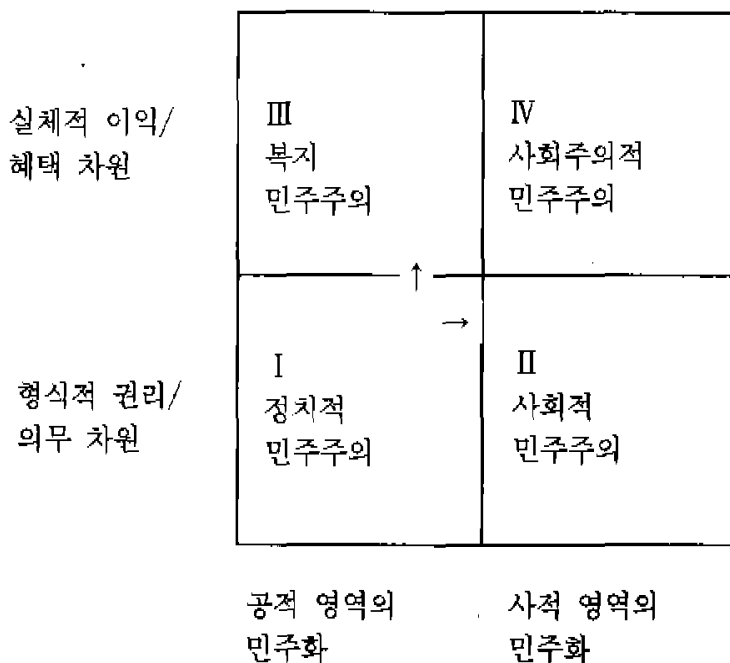 실체적 이익/
혜택 차원
Ⅲ
복지
민주주의
Ⅳ
사회주의적
민주주의
↑
→
형식적 권리/
의무 차원
Ⅰ
정치적
민주주의
Ⅱ
사회적
민주주의
공적 영역의
민주화
사적 영역의
민주화